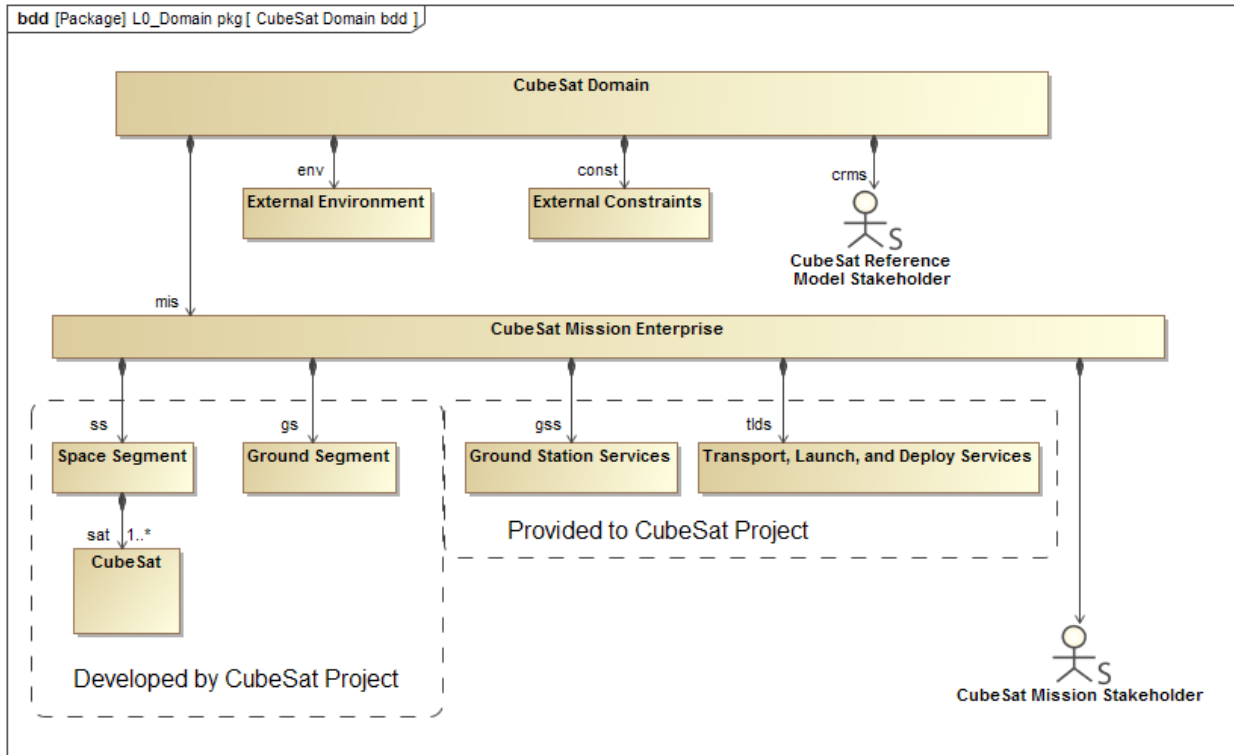 bdd [Package] L0_Domain pkg [ CubeSat Domain bdd ]
CubeSat Domain
env
const
crms
External Environment
External Constraints
S
CubeSat Reference
Model Stakeholder
mis
CubeSat Mission Enterprise
ss
gs
gss
tlds
Space Segment
Ground Segment
Ground Station Services
Transport, Launch, and Deploy Services
sat 1..*
Provided to CubeSat Project
CubeSat
Developed by CubeSat Project
S
CubeSat Mission Stakeholder